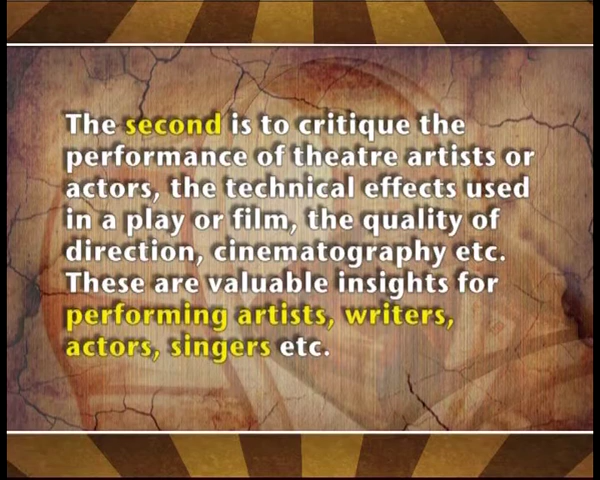 The second is to critique the
performance of theatre artists or
actors, the technical effects used
in a play or film, the quality of
direction, cinematography etc.
These are valuable insights for
performing artists, writers,
actors, singers etc.